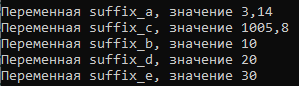 Переменная suffix_a, значение 3,14
Переменная suffix_c, значение 1005,8
Переменная suffix_b, значение 10
Переменная suffix_d, значение 20
Переменная suffix_e, значение 30